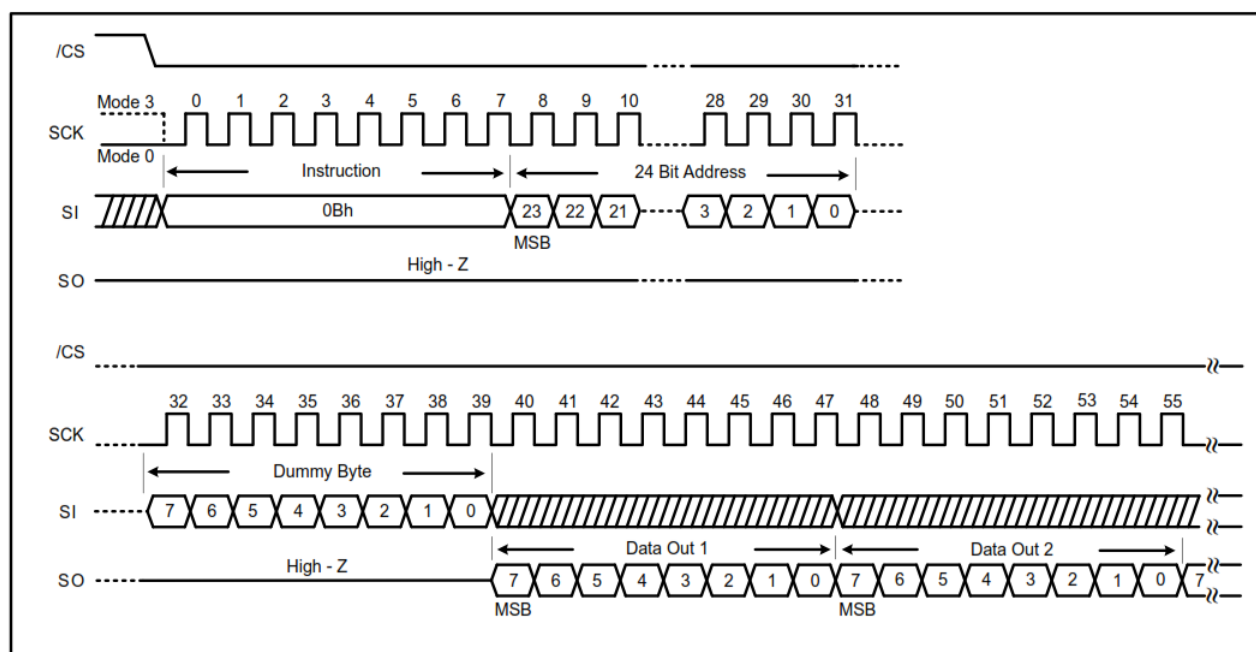 /CS
Mode 3 0 1 2 3 4 5 6 7 8 9 10 28 29 30 31
SCK
Mode 0
Instruction 24 Bit Address
SI 0Bh 23 22 21 3 2 1 0
MSB
High - Z
SO
/CS
32 33 34 35 36 37 38 39 40 41 42 43 44 45 46 47 48 49 50 51 52 53 54 55
SCK
Dummy Byte
SI 7 6 5 4 3 2 1 0
Data Out 1 Data Out 2
High - Z
SO 7 6 5 4 3 2 1 0 7 6 5 4 3 2 1 0 7
MSB MSB